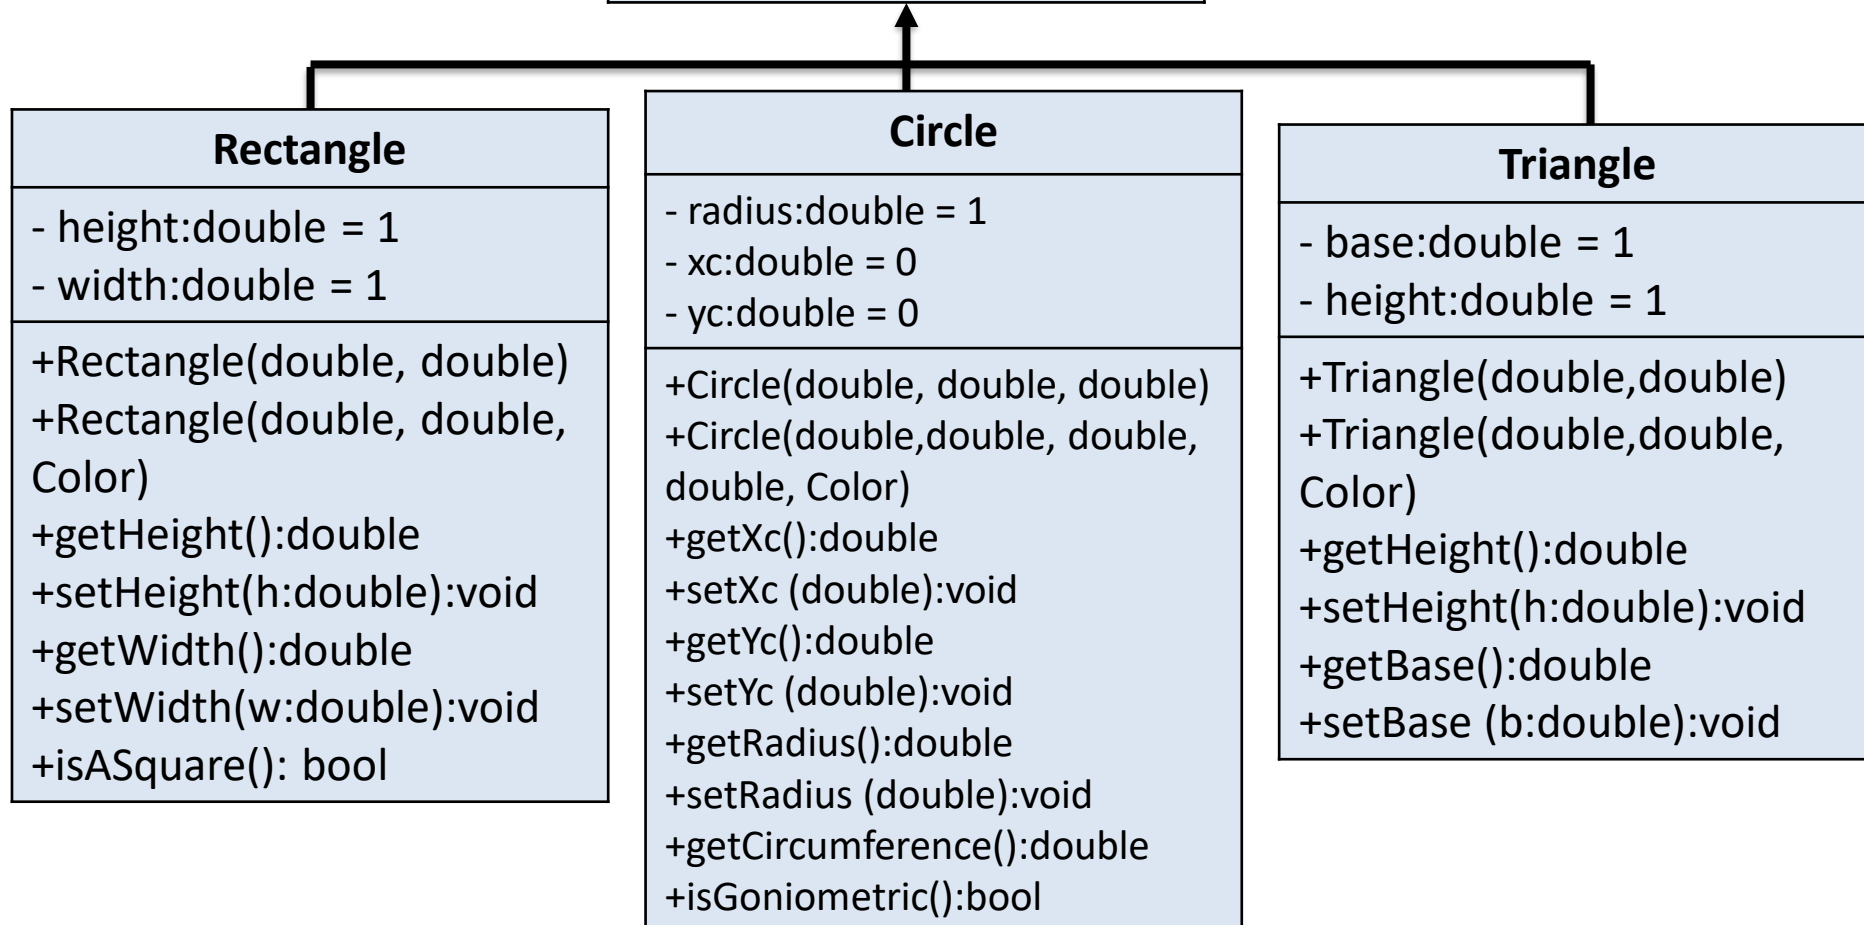 Rectangle
- height:double = 1
- width:double = 1
+Rectangle(double, double)
+Rectangle(double, double,
Color)
+getHeight():double
+setHeight(h:double):void
+getWidth():double
+setWidth(w:double):void
+isASquare(): bool
Circle
- radius:double = 1
- xc:double = 0
- yc:double = 0
+Circle(double, double, double)
+Circle(double,double, double,
double, Color)
+getXc():double
+setXc (double):void
+getYc():double
+setYc (double):void
+getRadius():double
+setRadius (double):void
+getCircumference():double
+isGoniometric():bool
Triangle
- base:double = 1
- height:double = 1
+Triangle(double,double)
+Triangle(double,double,
Color)
+getHeight():double
+setHeight(h:double):void
+getBase():double
+setBase (b:double):void